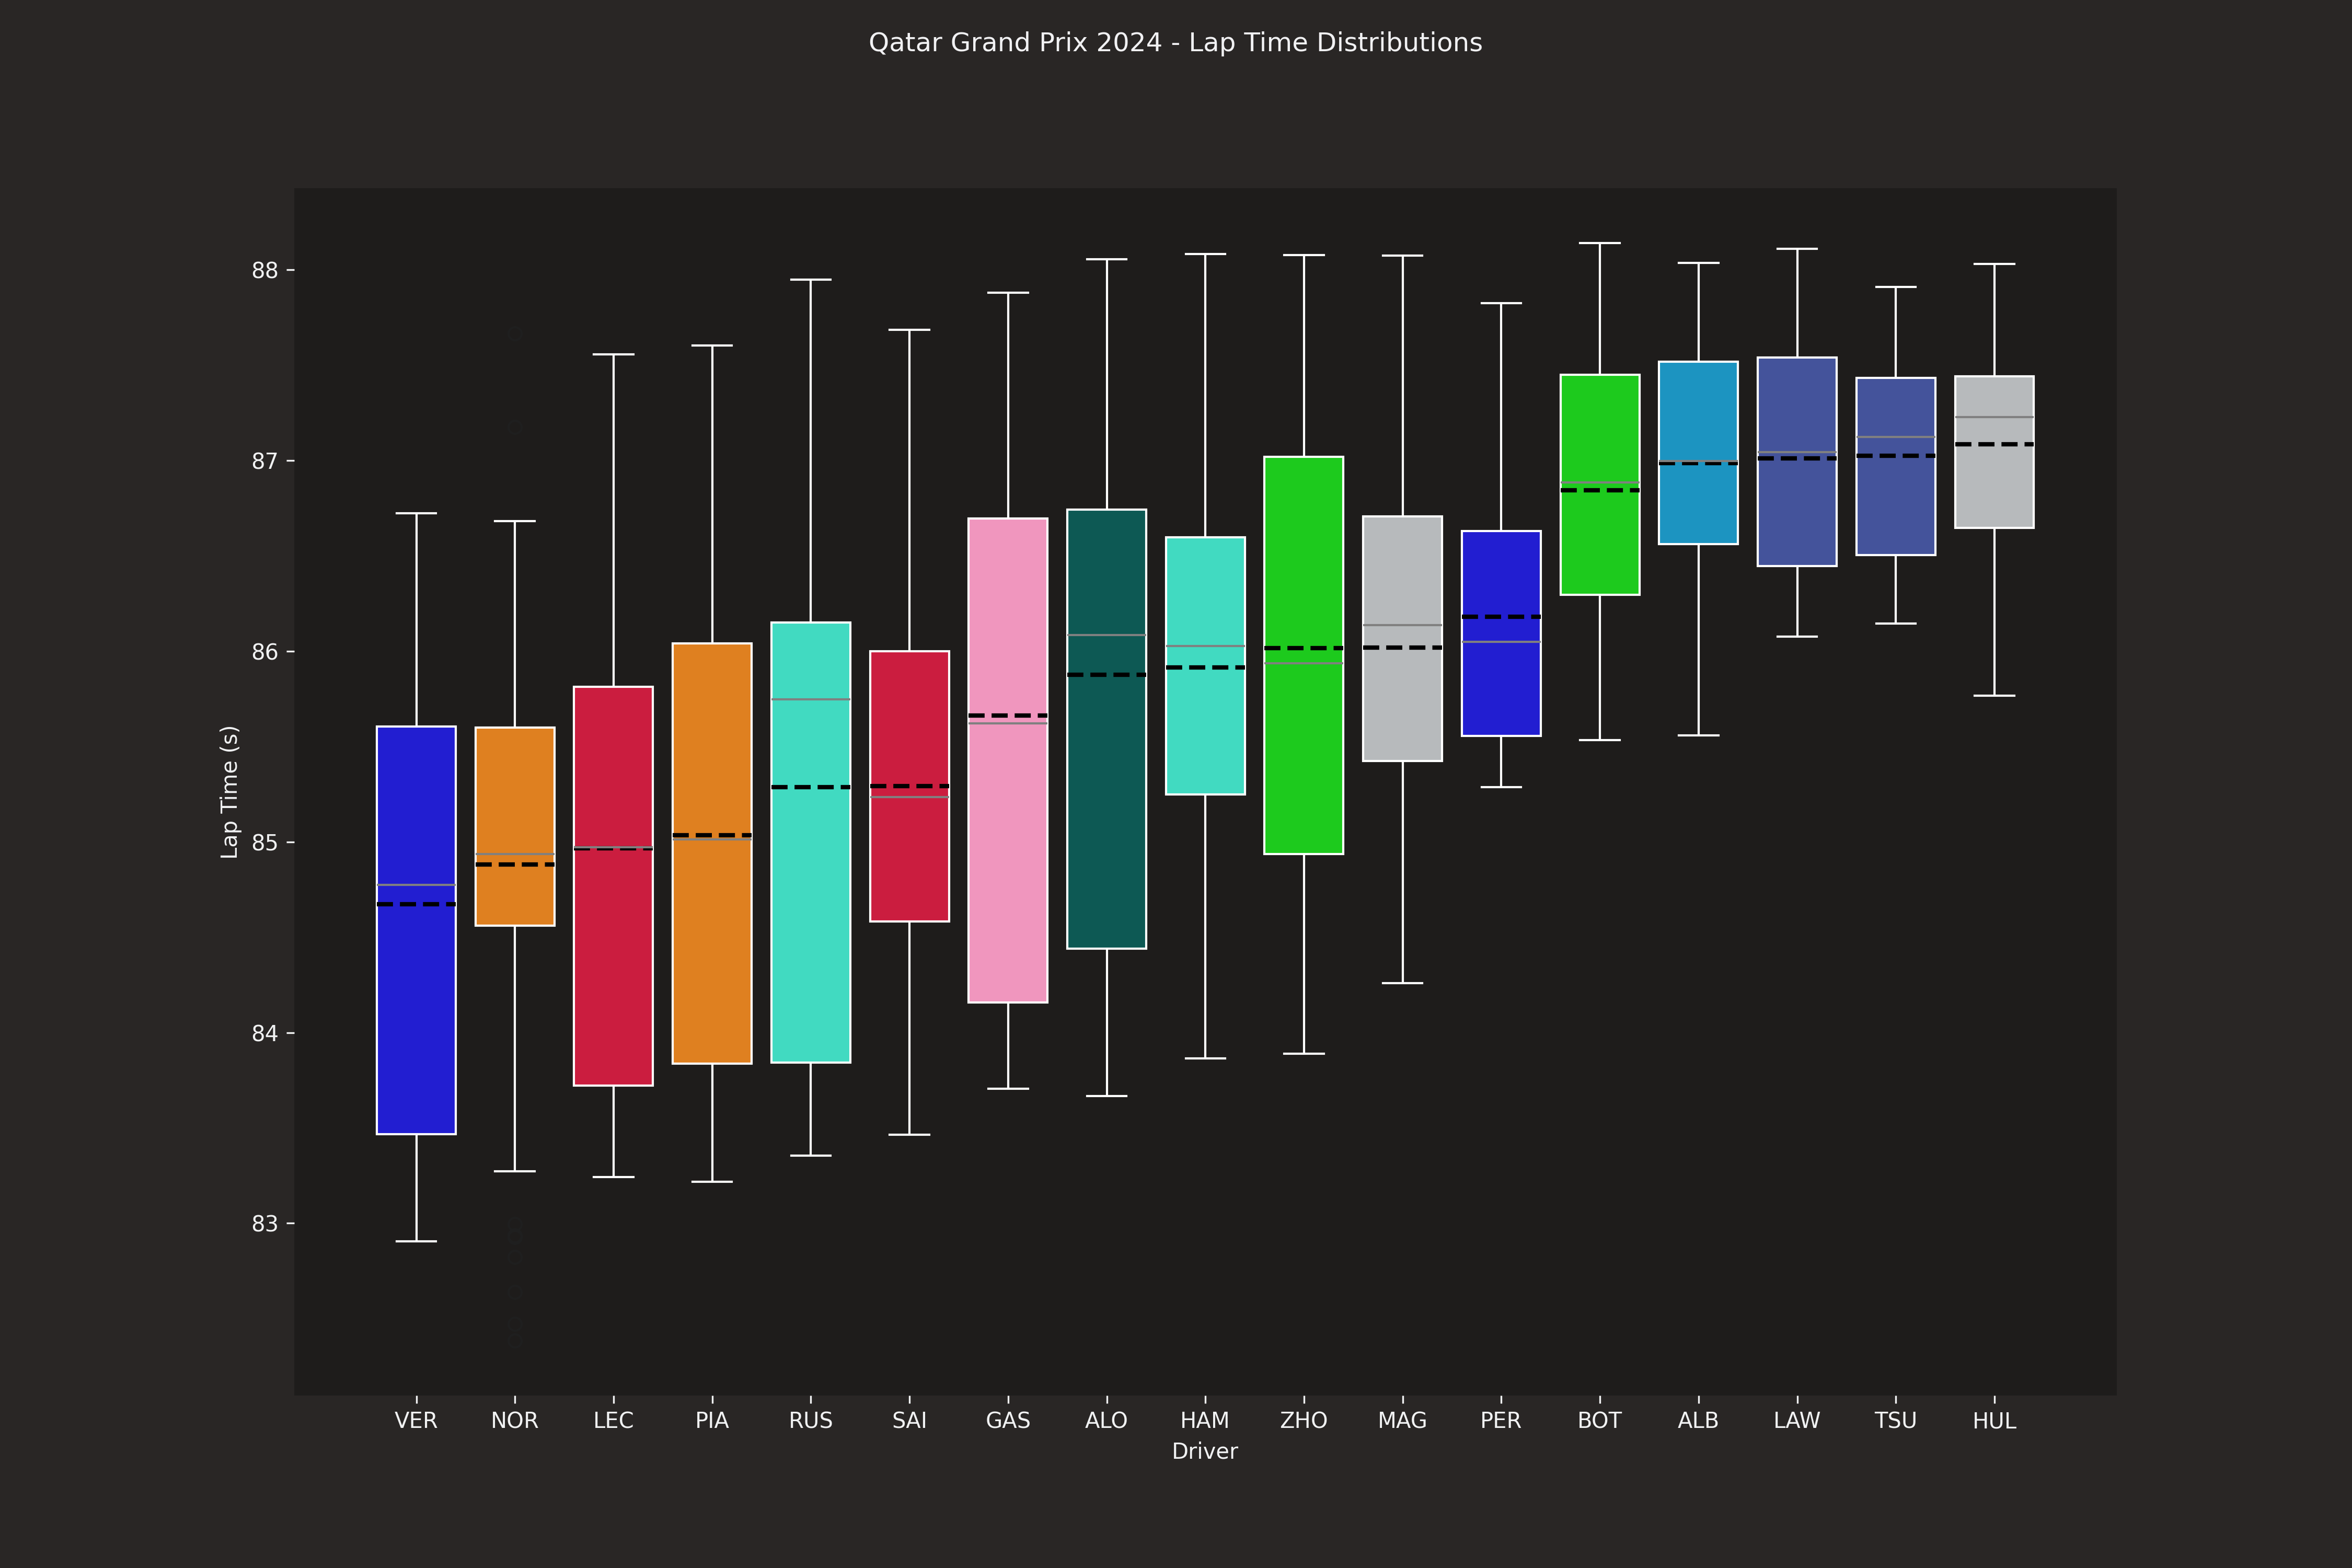 Qatar Grand Prix 2024 - Lap Time Distributions
Lap Time (s)
88
87
86
85
84
83
VER NOR LEC PIA RUS SAI GAS ALO HAM ZHO MAG PER BOT ALB LAW TSU HUL
Driver